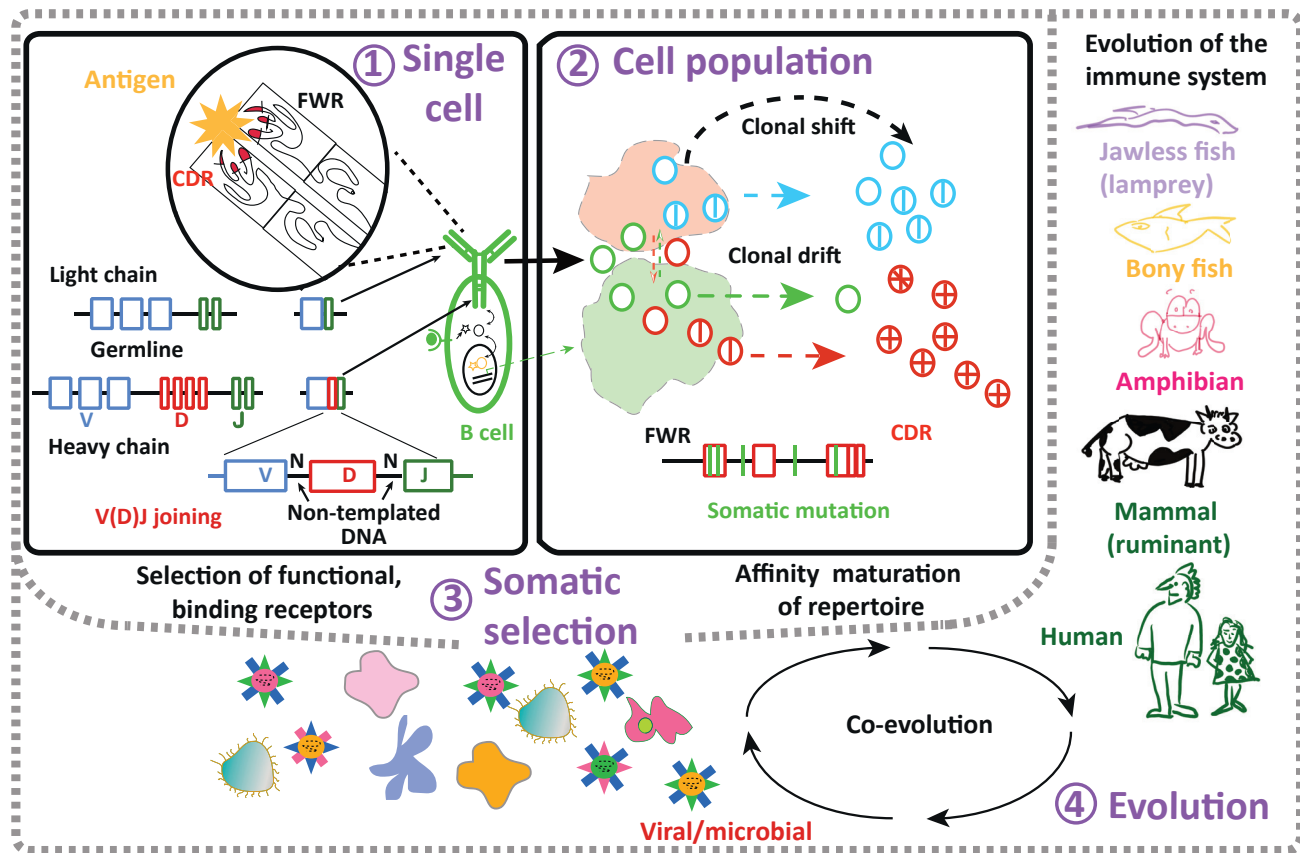 ① Single
cell
Antigen
FWR
CDR
Light chain
Germline
V
D
J
Heavy chain
B cell
V
N
D
N
J
V(D)J joining
Non-templated
DNA
② Cell population
Clonal shift
Clonal drift
FWR
CDR
Somatic mutation
Selection of functional,
binding receptors
③ Somatic
selection
Affinity maturation
of repertoire
Viral/microbial
Co-evolution
④ Evolution
Evolution of the
immune system
Jawless fish
(lamprey)
Bony fish
Amphibian
Mammal
(ruminant)
Human